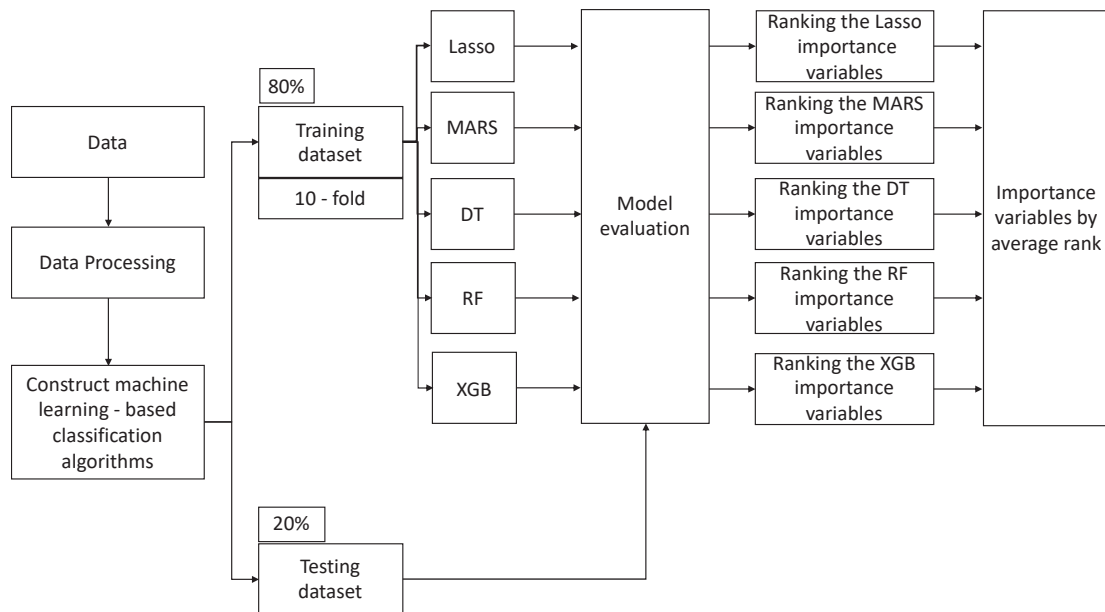 Data
Data Processing
Construct machine
learning - based
classification
algorithms
80%
Training
dataset
10 - fold
20%
Testing
dataset
Lasso
MARS
DT
RF
XGB
Model
evaluation
Ranking the Lasso
importance
variables
Ranking the MARS
importance
variables
Ranking the DT
importance
variables
Ranking the RF
importance
variables
Ranking the XGB
importance
variables
Importance
variables by
average rank